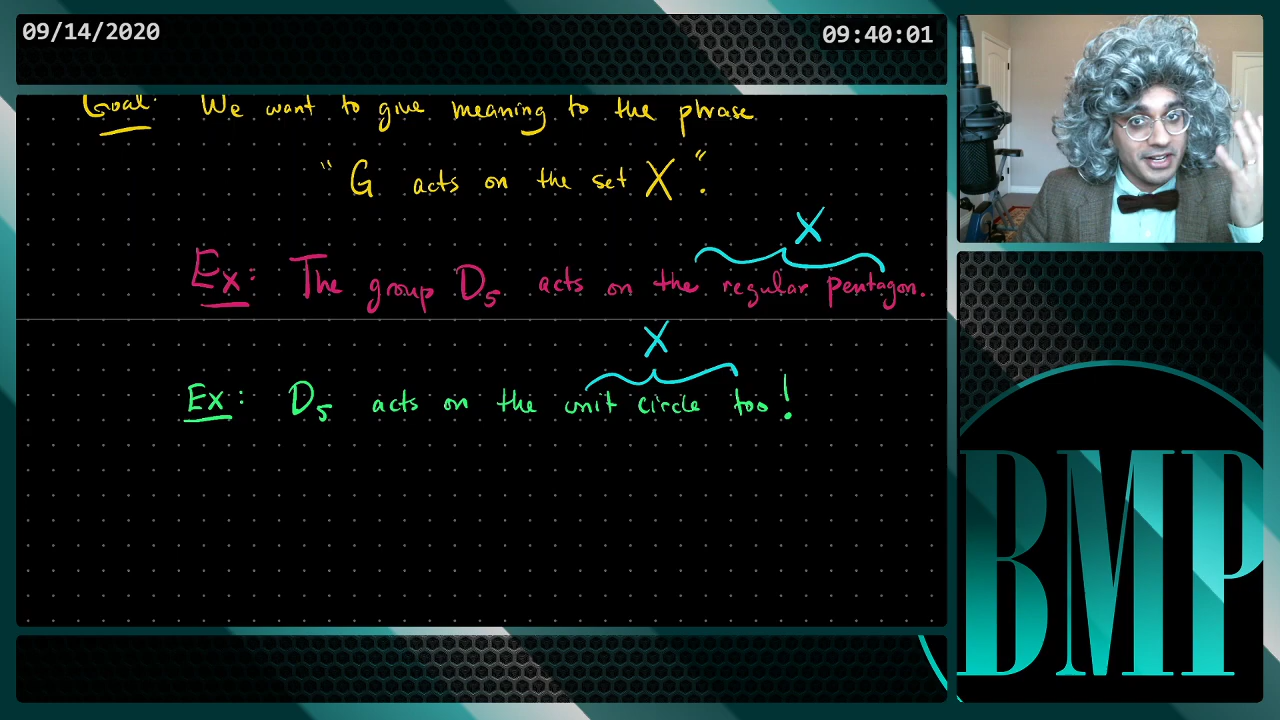 09/14/2020
09:40:01
Goal: We want to give meaning to the phrase
"G acts on the set X".
X
Ex: The group D₅ acts on the regular pentagon.
X
Ex: D₅ acts on the unit circle too!
BMP